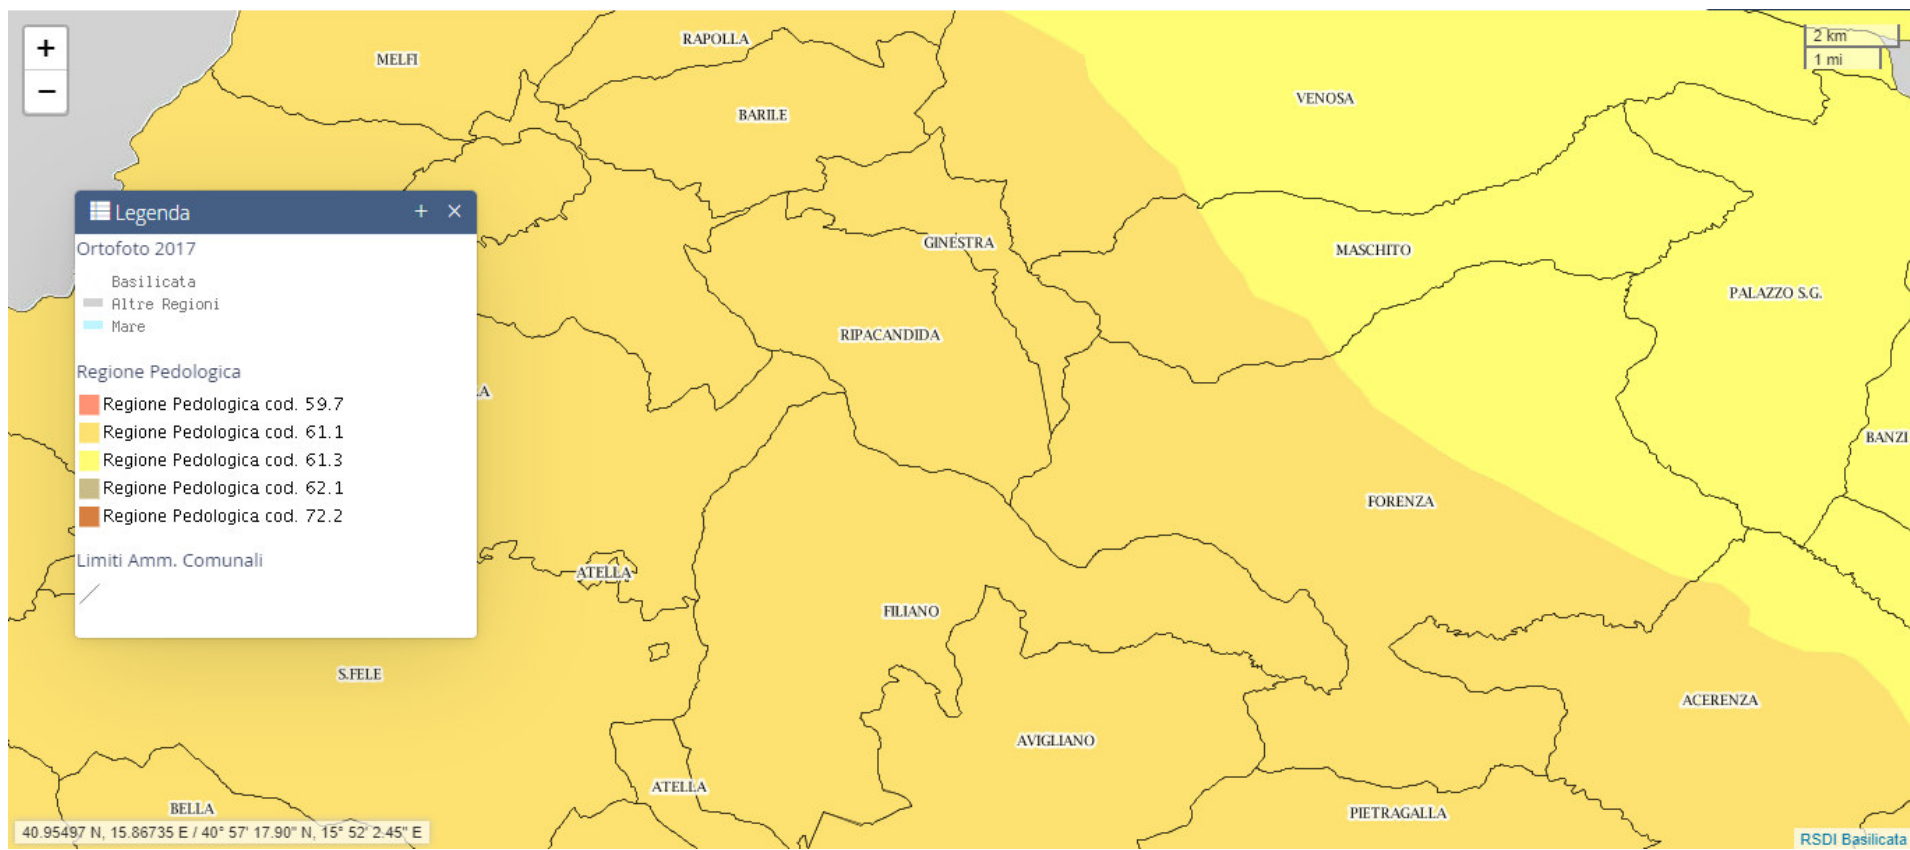 +
−
MELFI
RAPOLLA
BARILE
VENOSA
2 km
1 mi
Legenda
+ ×
Ortofoto 2017
Basilicata
Altre Regioni
Mare
Regione Pedologica
Regione Pedologica cod. 59.7
Regione Pedologica cod. 61.1
Regione Pedologica cod. 61.3
Regione Pedologica cod. 62.1
Regione Pedologica cod. 72.2
Limiti Amm. Comunali
GINESTRA
MASCHITO
PALAZZO S.G.
RIPACANDIDA
LA
BANZI
FORENZA
ATELLA
FILIANO
S.FELE
ACERENZA
AVIGLIANO
ATELLA
BELLA
PIETRAGALLA
40.95497 N, 15.86735 E / 40° 57' 17.90" N, 15° 52' 2.45" E
RSDI Basilicata